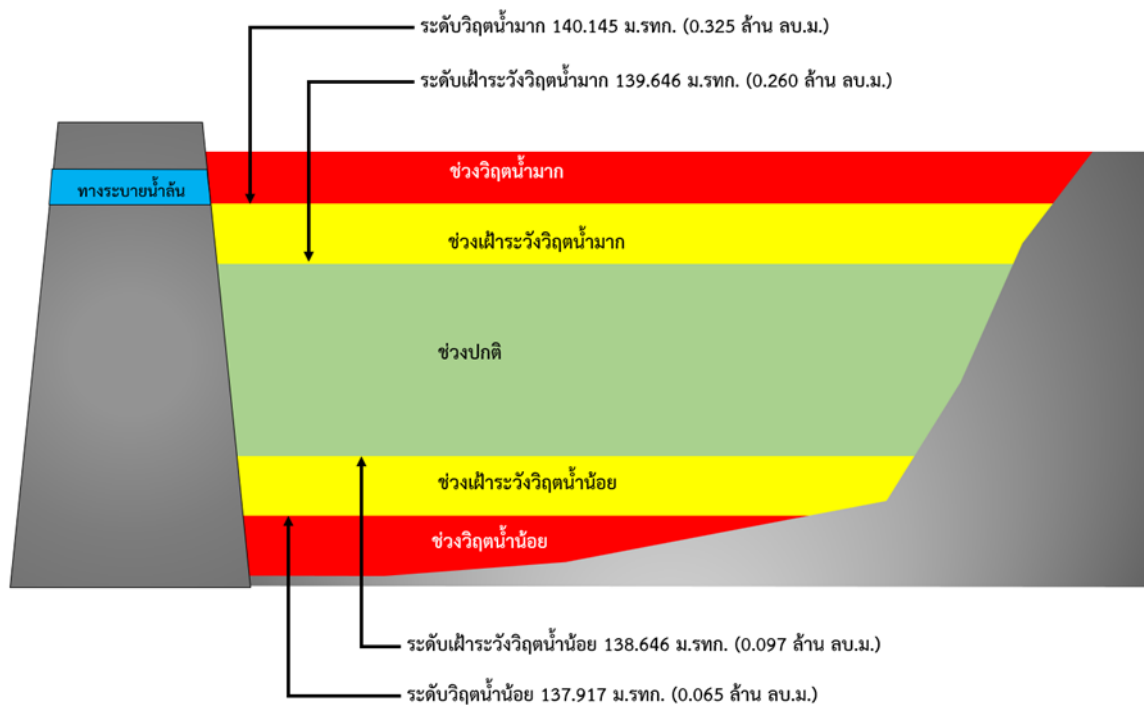 ระดับวิฤตน้ำมาก 140.145 ม.รทก. (0.325 ล้าน ลบ.ม.)
ระดับเฝ้าระวังวิฤตน้ำมาก 139.646 ม.รทก. (0.260 ล้าน ลบ.ม.)
ช่วงวิฤตน้ำมาก
ทางระบายน้ำล้น
ช่วงเฝ้าระวังวิฤตน้ำมาก
ช่วงปกติ
ช่วงเฝ้าระวังวิฤตน้ำน้อย
ช่วงวิฤตน้ำน้อย
ระดับเฝ้าระวังวิฤตน้ำน้อย 138.646 ม.รทก. (0.097 ล้าน ลบ.ม.)
ระดับวิฤตน้ำน้อย 137.917 ม.รทก. (0.065 ล้าน ลบ.ม.)